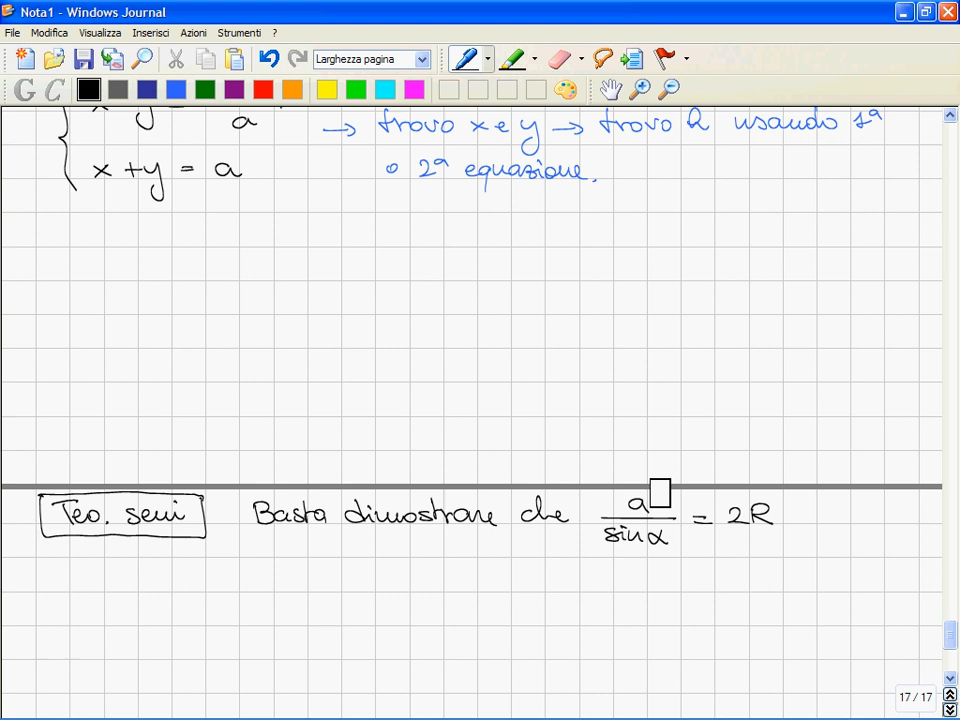 Nota1 - Windows Journal
File Modifica Visualizza Inserisci Azioni Strumenti ?
Larghezza pagina
G C
x y = a → trovo x e y → trovo h usando 1ª
x + y = a o 2ª equazione.
Teo. seni Basta dimostrare che a / sin α = 2R
17 / 17